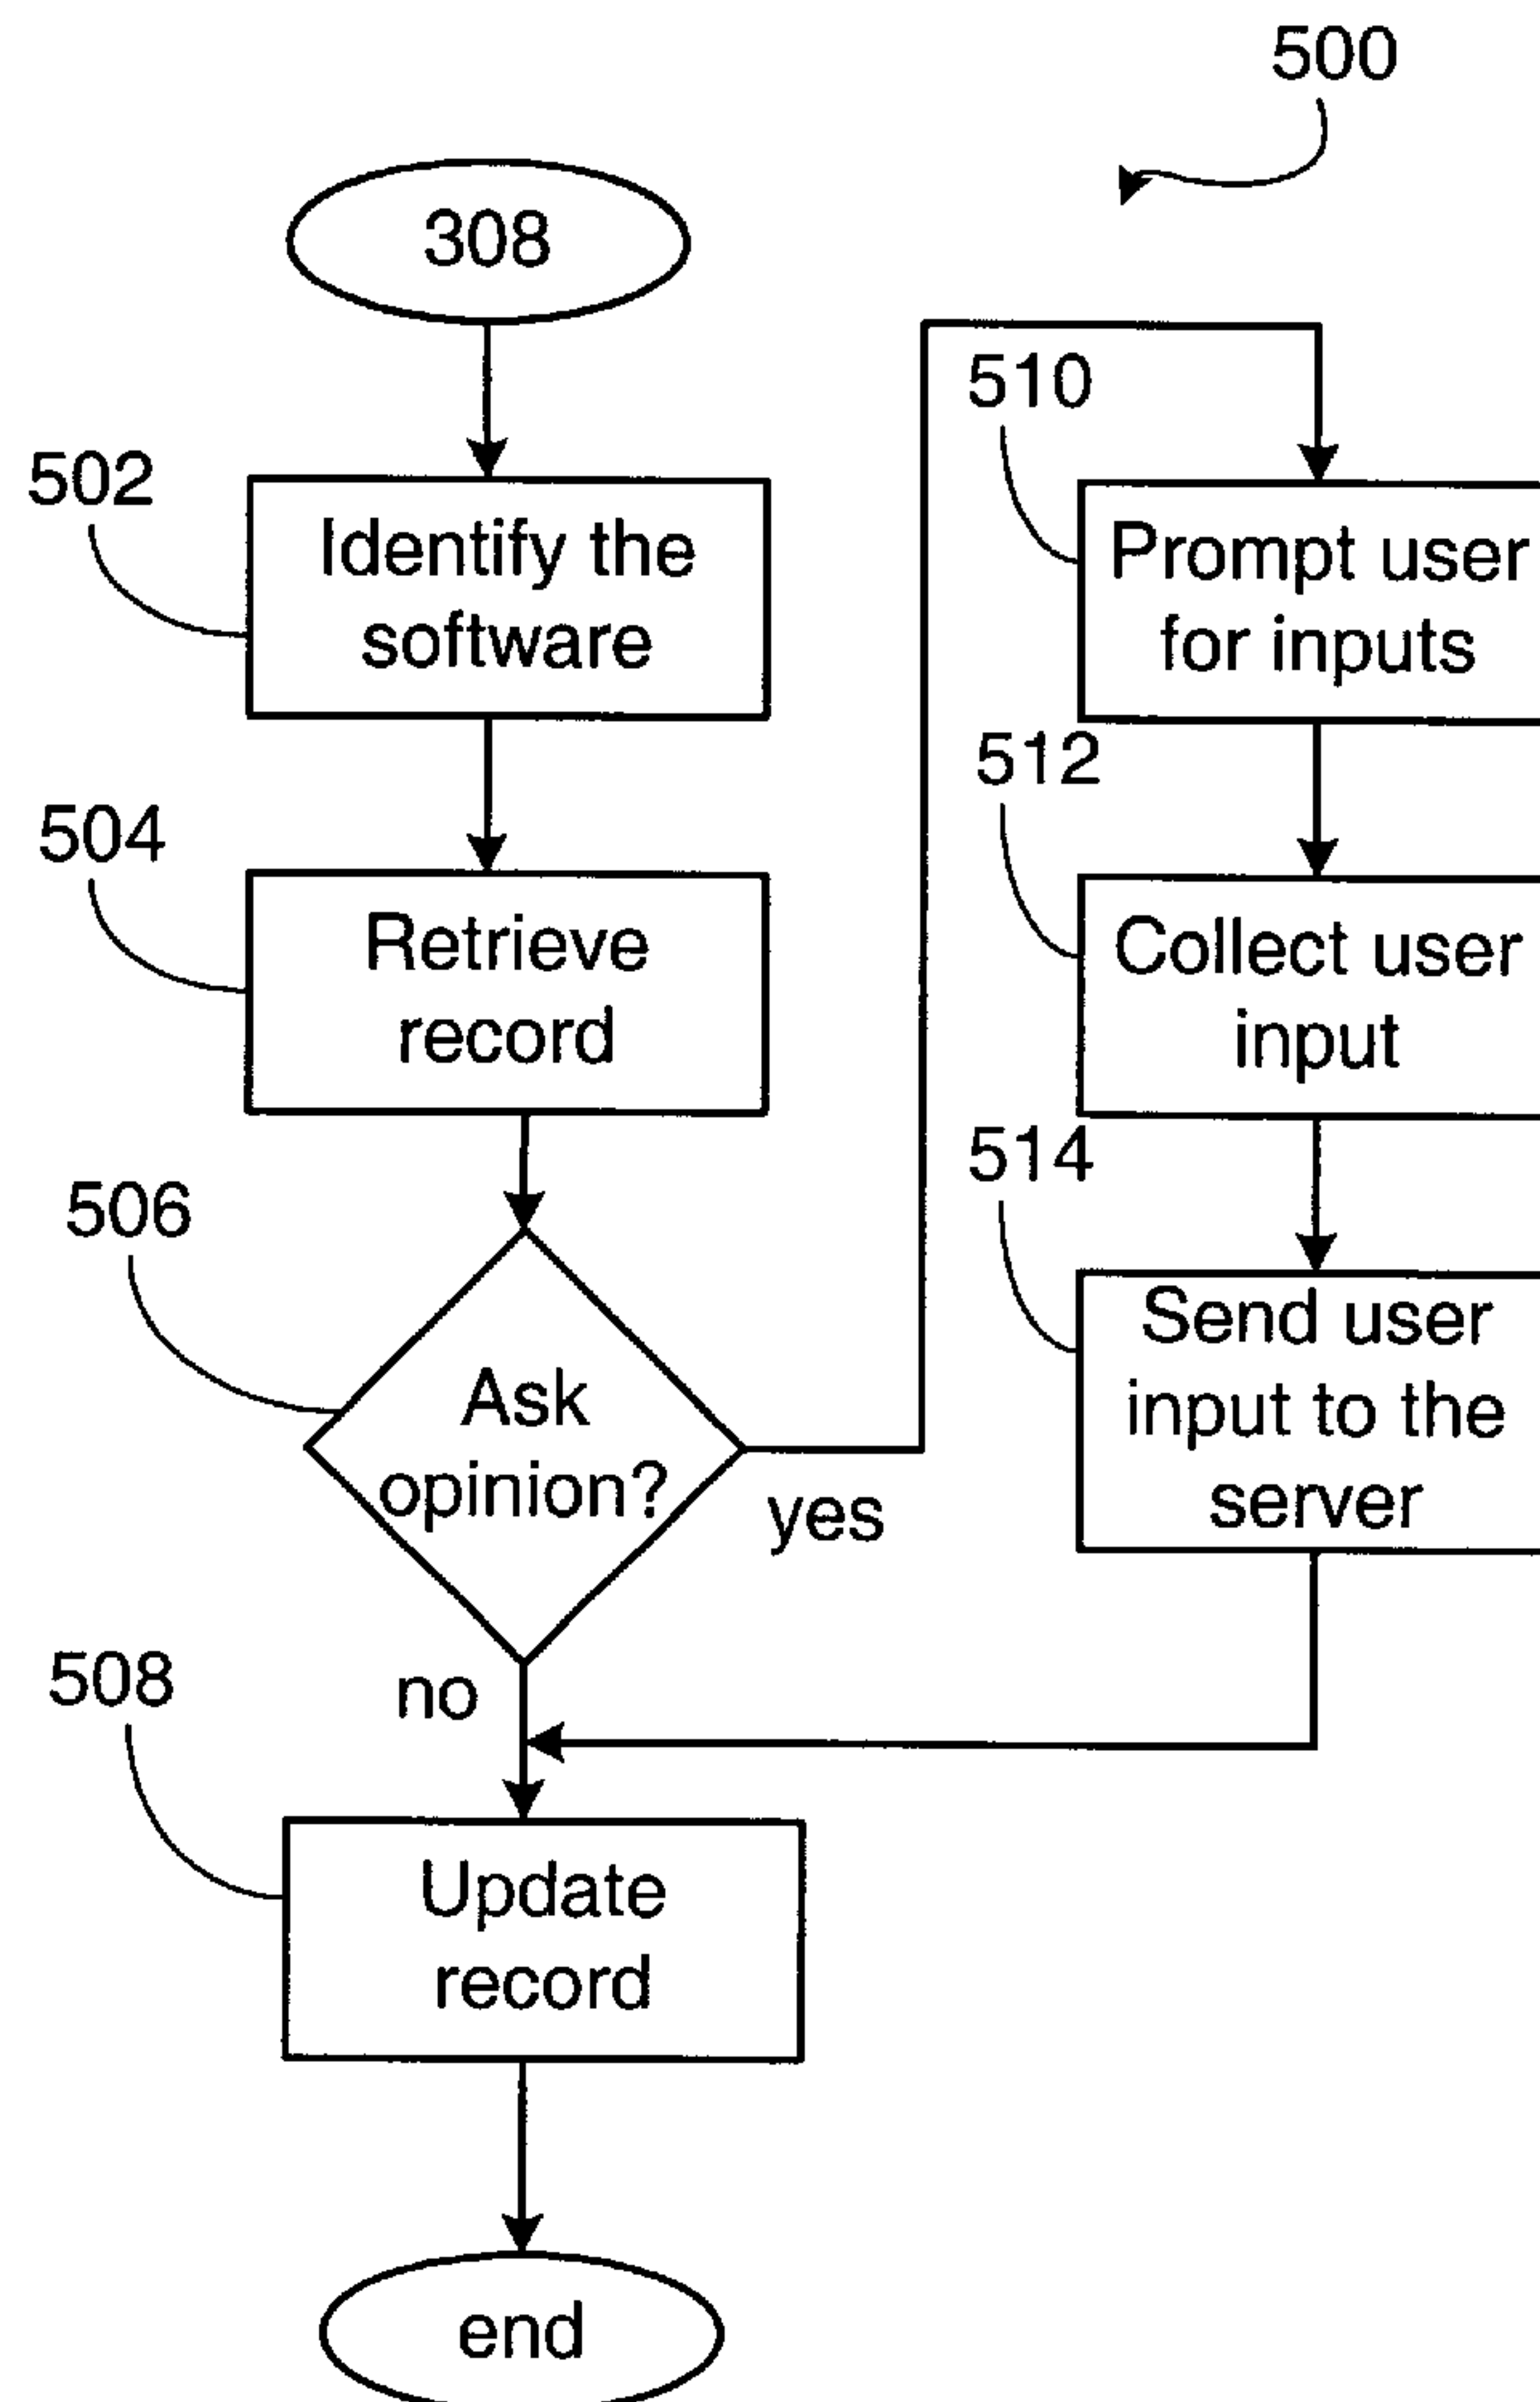 500
308
502
Identify the
software
504
Retrieve
record
506
Ask
opinion?
yes
no
508
Update
record
end
510
Prompt user
for inputs
512
Collect user
input
514
Send user
input to the
server